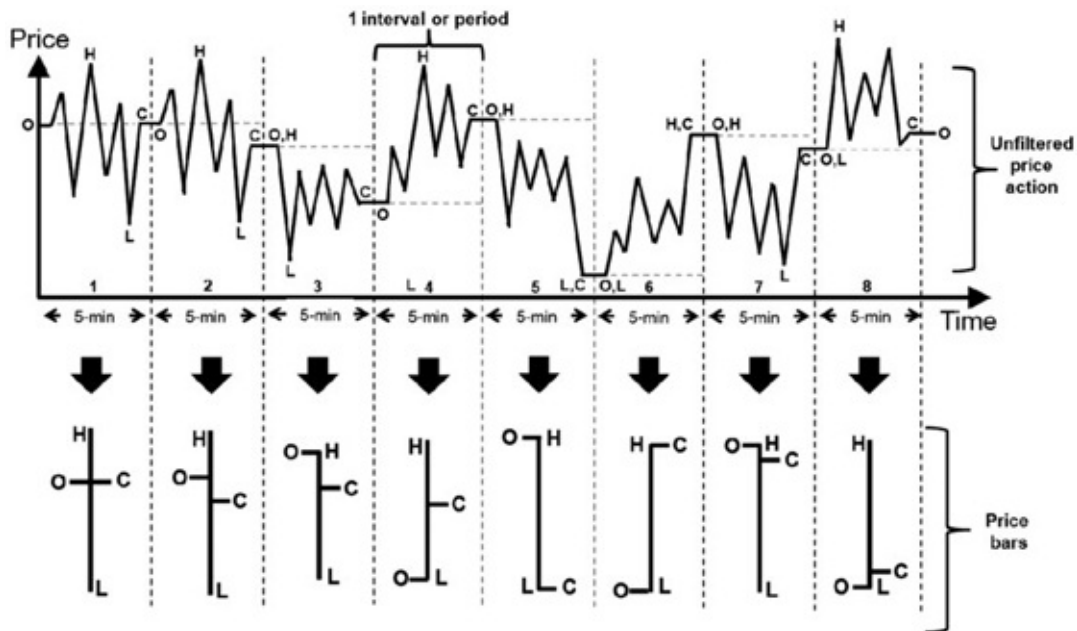 1 interval or period
Price
H H H H
O C O C O,H C O C O,H L,C O,L H,C O,H C O,L C O
L L L L L
Unfiltered
price
action
1 2 3 4 5 6 7 8
5-min 5-min 5-min 5-min 5-min 5-min 5-min 5-min
Time
H H O H H O H H C O H H
O C O C C C C
L L L O L L C O L L O L C
Price
bars